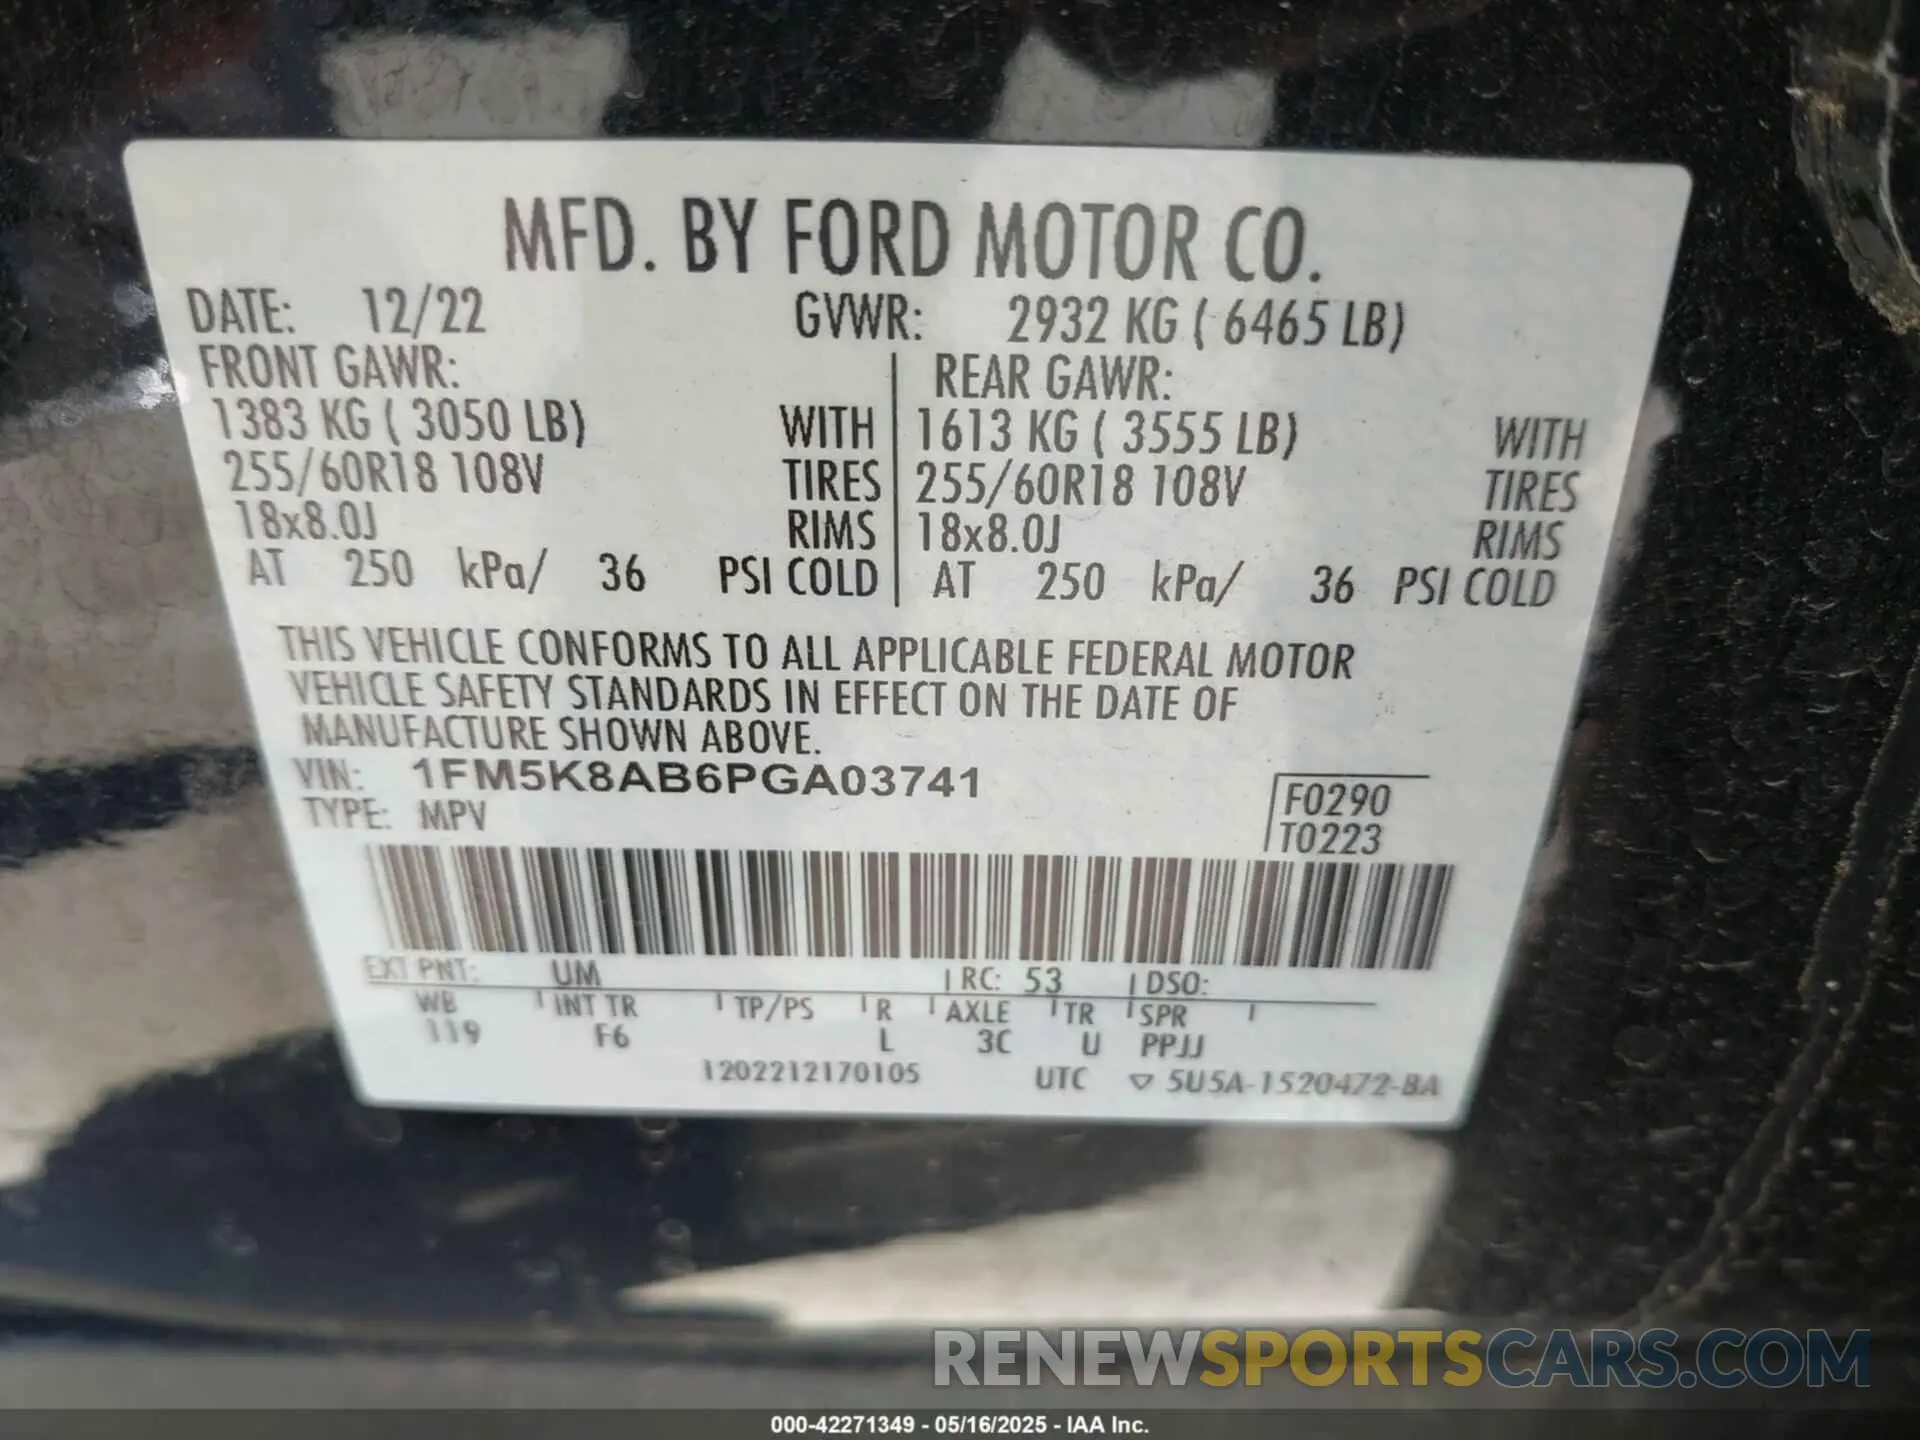 MFD. BY FORD MOTOR CO.
DATE: 12/22 GVWR: 2932 KG ( 6465 LB)
FRONT GAWR: REAR GAWR:
1383 KG ( 3050 LB) WITH 1613 KG ( 3555 LB) WITH
255/60R18 108V TIRES 255/60R18 108V TIRES
18x8.0J RIMS 18x8.0J RIMS
AT 250 kPa/ 36 PSI COLD AT 250 kPa/ 36 PSI COLD
THIS VEHICLE CONFORMS TO ALL APPLICABLE FEDERAL MOTOR
VEHICLE SAFETY STANDARDS IN EFFECT ON THE DATE OF
MANUFACTURE SHOWN ABOVE.
VIN: 1FM5K8AB6PGA03741 F0290
TYPE: MPV T0223
EXT PNT: UM RC: 53 DSO:
WB INT TR TP/PS R AXLE TR SPR
119 F6 L 3C U PPJJ
1202212170105 UTC ▽ 5U5A-1520472-BA
RENEWSPORTSCARS.COM
000-42271349 - 05/16/2025 - IAA Inc.